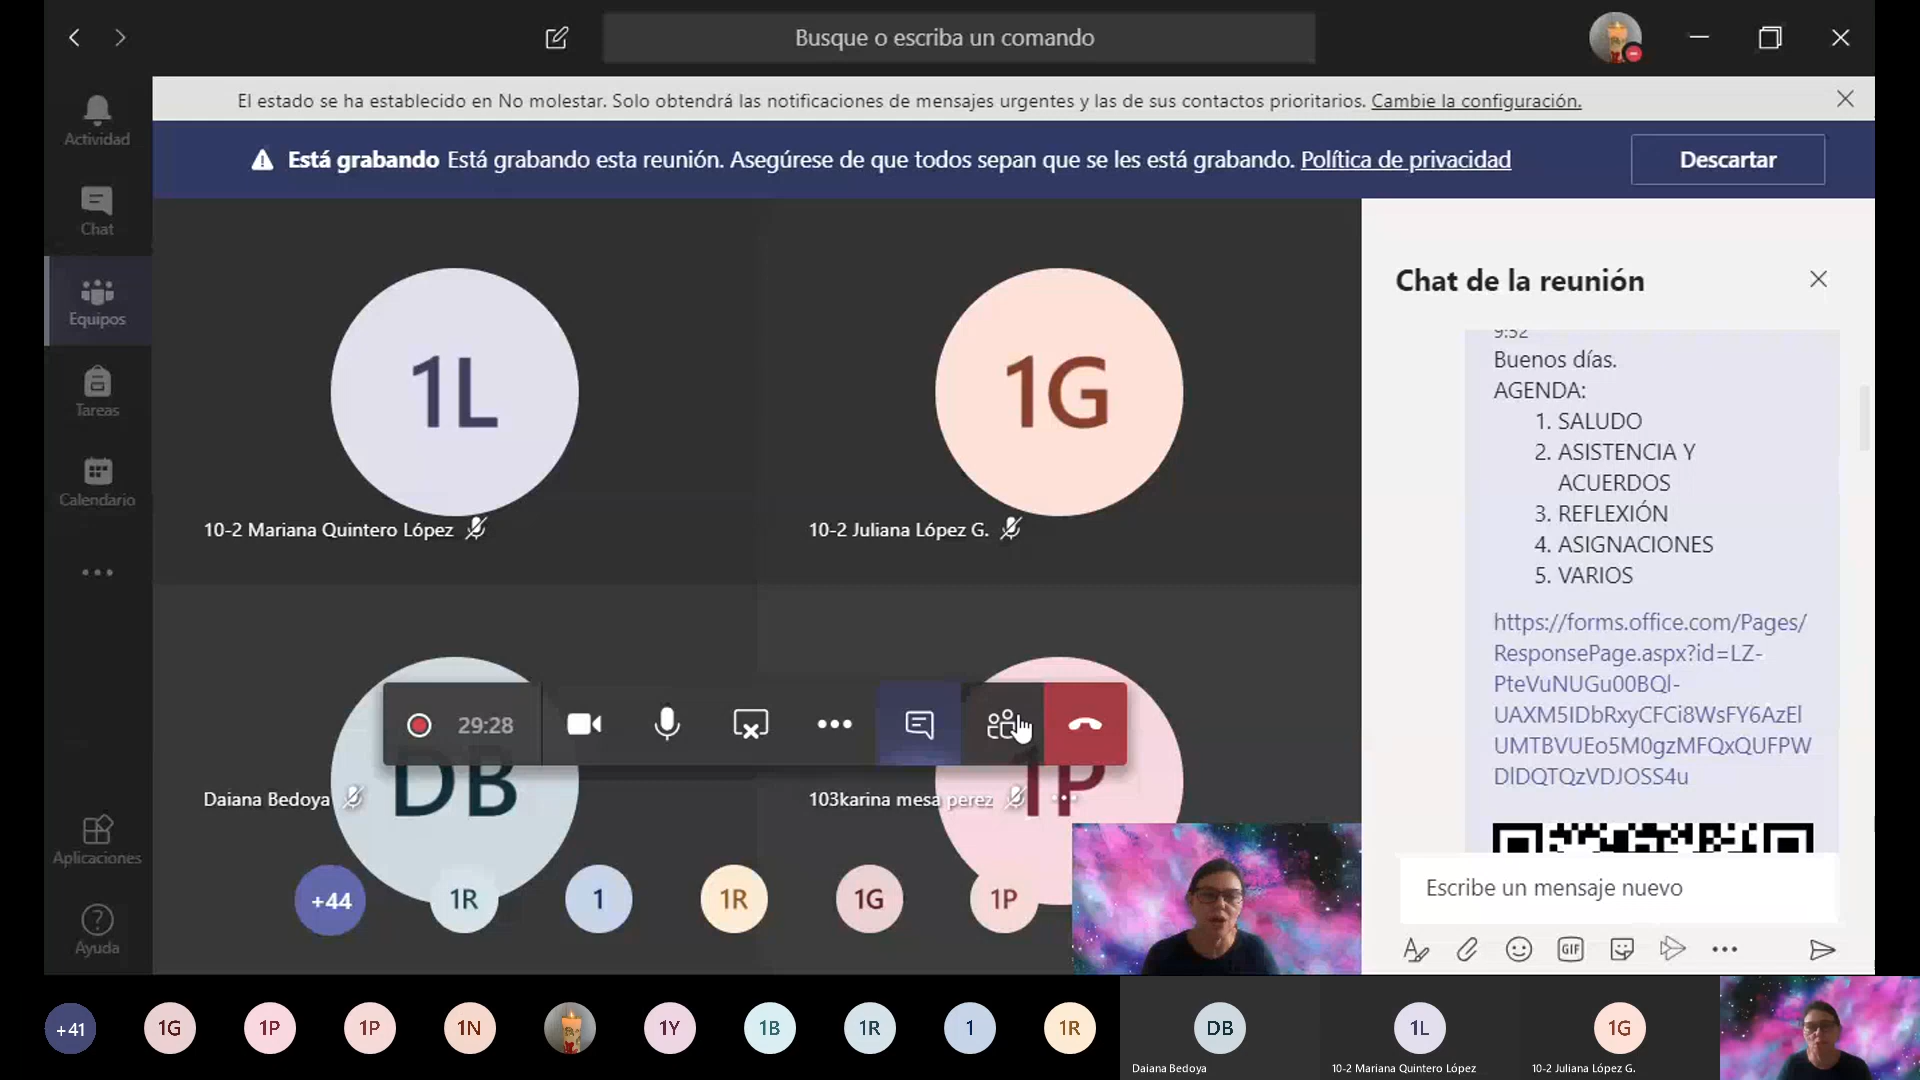 Busque o escriba un comando
El estado se ha establecido en No molestar. Solo obtendrá las notificaciones de mensajes urgentes y las de sus contactos prioritarios. Cambie la configuración.
Está grabando Está grabando esta reunión. Asegúrese de que todos sepan que se les está grabando. Política de privacidad
Descartar
Actividad
Chat
Equipos
Tareas
Calendario
Aplicaciones
Ayuda
1L
10-2 Mariana Quintero López
1G
10-2 Juliana López G.
29:28
DB
Daiana Bedoya
1P
103karina mesa perez
+44
1R
1
1R
1G
1P
Chat de la reunión
9:52
Buenos días.
AGENDA:
1. SALUDO
2. ASISTENCIA Y
ACUERDOS
3. REFLEXIÓN
4. ASIGNACIONES
5. VARIOS
https://forms.office.com/Pages/
ResponsePage.aspx?id=LZ-
PteVuNUGu00BQl-
UAXM5IDbRxyCFCi8WsFY6AzEl
UMTBVUEo5M0gzMFQxQUFPW
DlDQTQzVDJOSS4u
Escribe un mensaje nuevo
GIF
+41
1G
1P
1P
1N
1Y
1B
1R
1
1R
DB
Daiana Bedoya
1L
10-2 Mariana Quintero López
1G
10-2 Juliana López G.